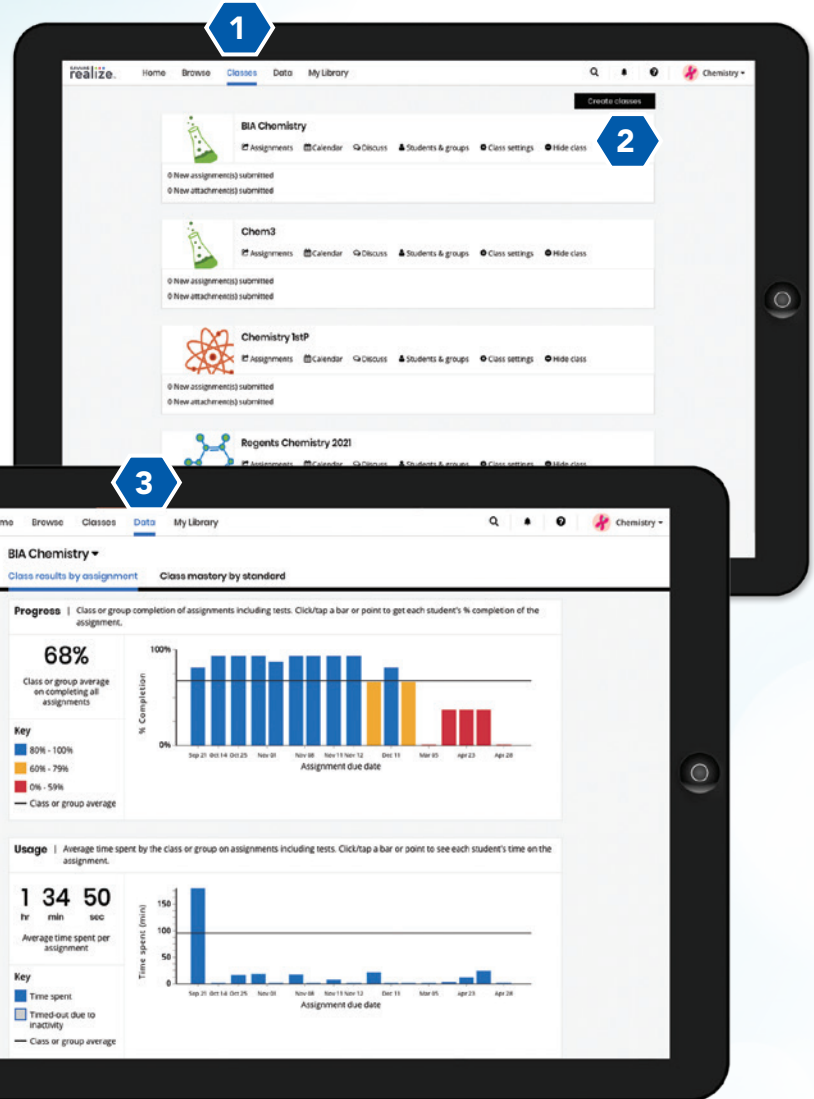 1
realize. Home Browse Classes Data My Library Chemistry
Create classes
2
BIA Chemistry
Assignments Calendar Discuss Students & groups Class settings Hide class
0 New assignment(s) submitted
0 New attachment(s) submitted
Chem3
Assignments Calendar Discuss Students & groups Class settings Hide class
0 New assignment(s) submitted
0 New attachment(s) submitted
Chemistry 1stP
Assignments Calendar Discuss Students & groups Class settings Hide class
0 New assignment(s) submitted
0 New attachment(s) submitted
Regents Chemistry 2021
Assignments Calendar Discuss Students & groups Class settings Hide class
3
me Browse Classes Data My Library Chemistry
BIA Chemistry
Class results by assignment Class mastery by standard
Progress | Class or group completion of assignments including tests. Click/tap a bar or point to get each student's % completion of the
assignment.
68%
Class or group average
on completing all
assignments
Key
80% - 100%
60% - 79%
0% - 59%
Class or group average
100%
% Completion
0%
Sep 21 Oct 14 Oct 25 Nov 01 Nov 08 Nov 11 Nov 12 Dec 11 Mar 05 Apr 23 Apr 28
Assignment due date
Usage | Average time spent by the class or group on assignments including tests. Click/tap a bar or point to see each student's time on the
assignment.
1 34 50
hr min sec
Average time spent per
assignment
Key
Time spent
Timed-out due to
inactivity
Class or group average
Time spent (min)
150
100
50
0
Sep 21 Oct 14 Oct 25 Nov 01 Nov 08 Nov 11 Nov 12 Dec 11 Mar 05 Apr 23 Apr 28
Assignment due date